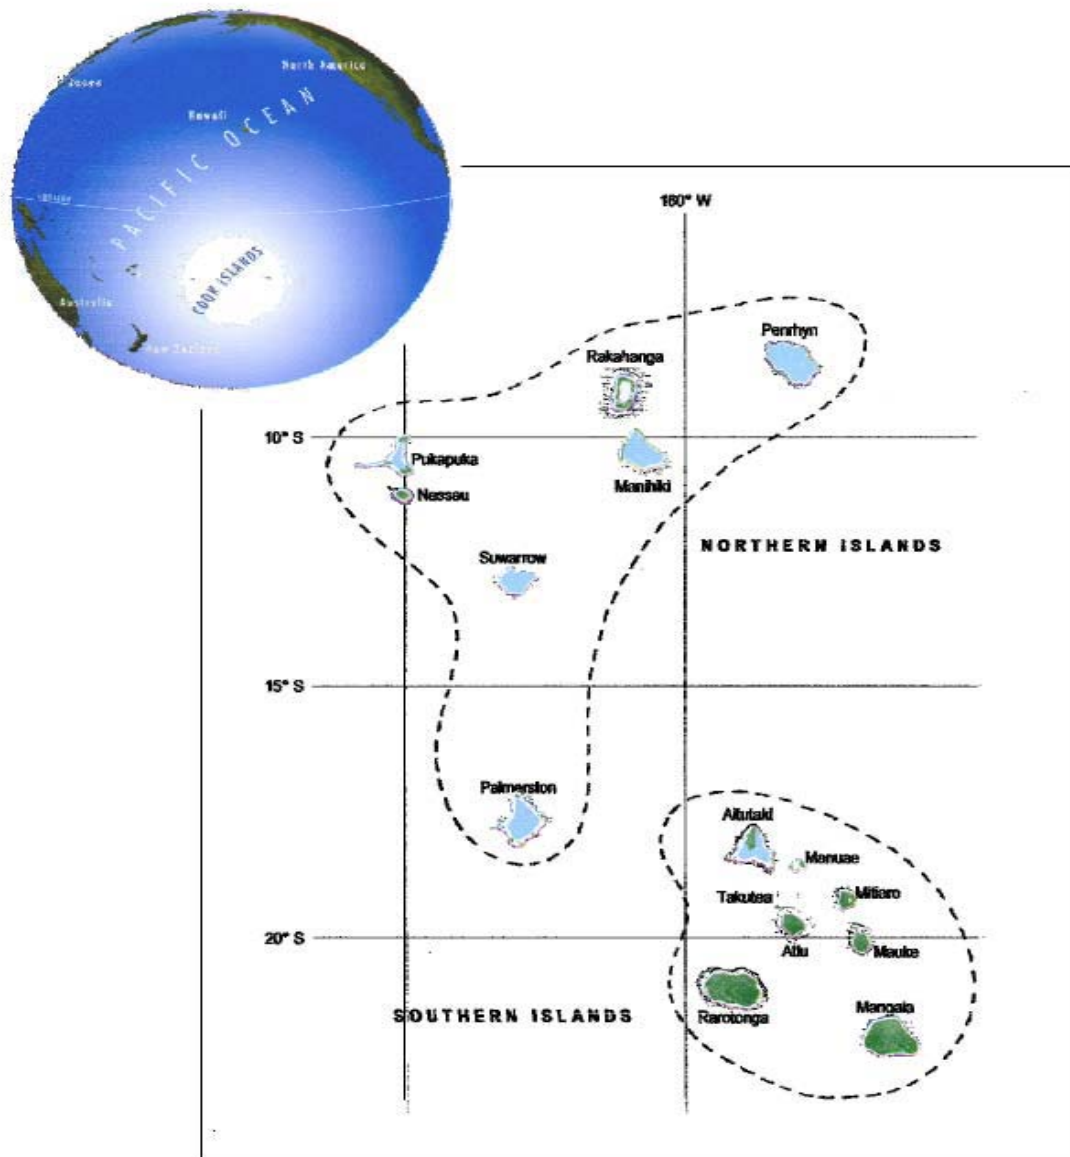 North America
Hawaii
PACIFIC OCEAN
COOK ISLANDS
Australia
New Zealand
160° W
Penrhyn
Rakahanga
10° S
Pukapuka
Manihiki
Nassau
NORTHERN ISLANDS
Suwarrow
15° S
Palmerston
Aitutaki
Manuae
Takutea
Mitiaro
20° S
Atiu
Mauke
Mangaia
SOUTHERN ISLANDS
Rarotonga